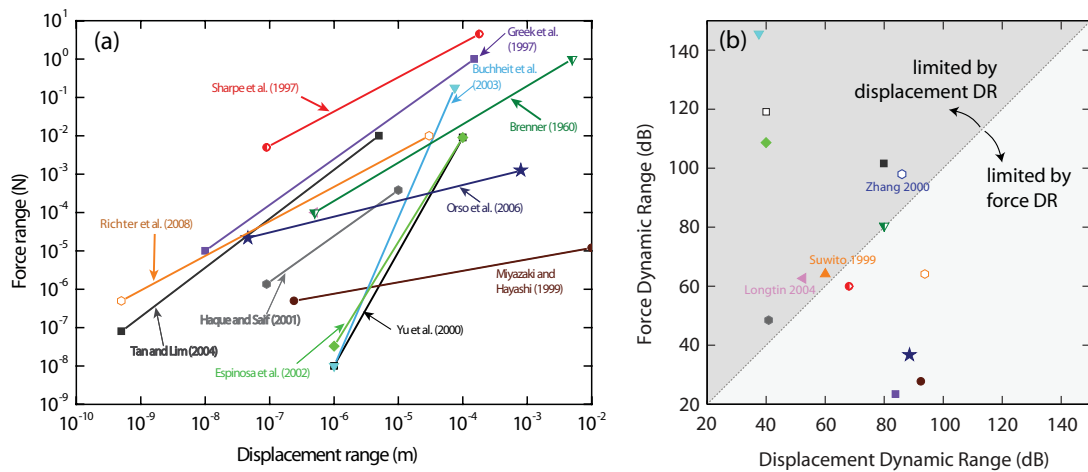 (a)
Force range (N)
10¹
10⁰
10⁻¹
10⁻²
10⁻³
10⁻⁴
10⁻⁵
10⁻⁶
10⁻⁷
10⁻⁸
10⁻⁹
Greek et al.
(1997)
Buchheit et al.
(2003)
Sharpe et al. (1997)
Brenner (1960)
Orso et al. (2006)
Richter et al. (2008)
Miyazaki and
Hayashi (1999)
Haque and Saif (2001)
Yu et al. (2000)
Tan and Lim (2004)
Espinosa et al. (2002)
10⁻¹⁰ 10⁻⁹ 10⁻⁸ 10⁻⁷ 10⁻⁶ 10⁻⁵ 10⁻⁴ 10⁻³ 10⁻²
Displacement range (m)
(b)
Force Dynamic Range (dB)
140
120
100
80
60
40
20
limited by
displacement DR
limited by
force DR
Zhang 2000
Suwito 1999
Longtin 2004
20 40 60 80 100 120 140
Displacement Dynamic Range (dB)